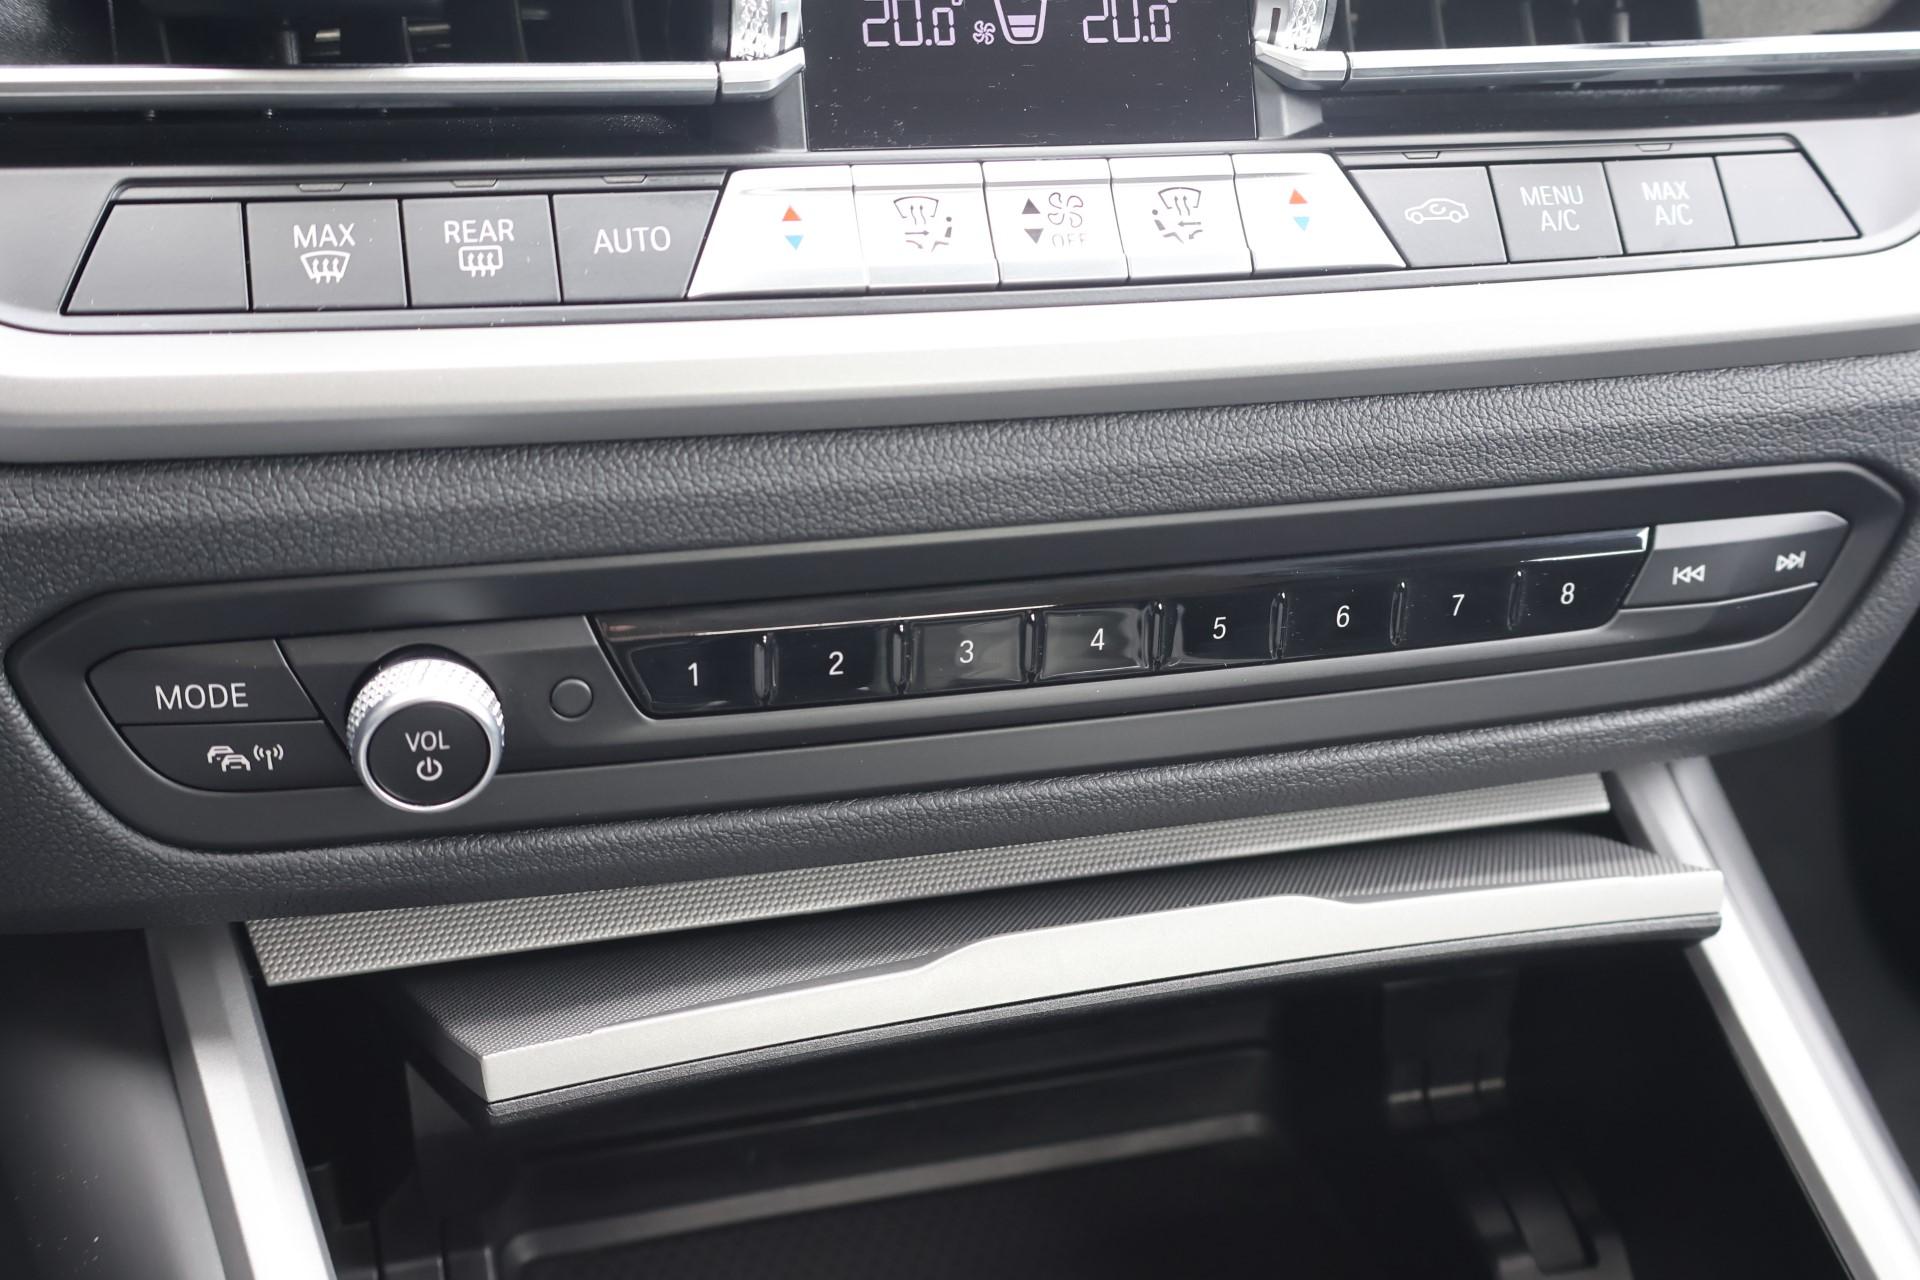 20.0° 20.0°
MAX
REAR
AUTO
OFF
MENU
A/C
MAX
A/C
MODE
VOL
1 2 3 4 5 6 7 8